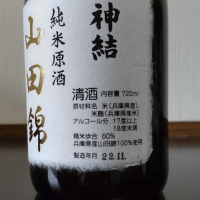 神結
純米原酒
山田錦
清酒 内容量 720ml
原材料名 米(兵庫県産)、
米麹(兵庫県産米)
アルコール分 17度以上
18度未満
精米歩合 60%
兵庫県産山田錦100%使用
製造年月 22.11.